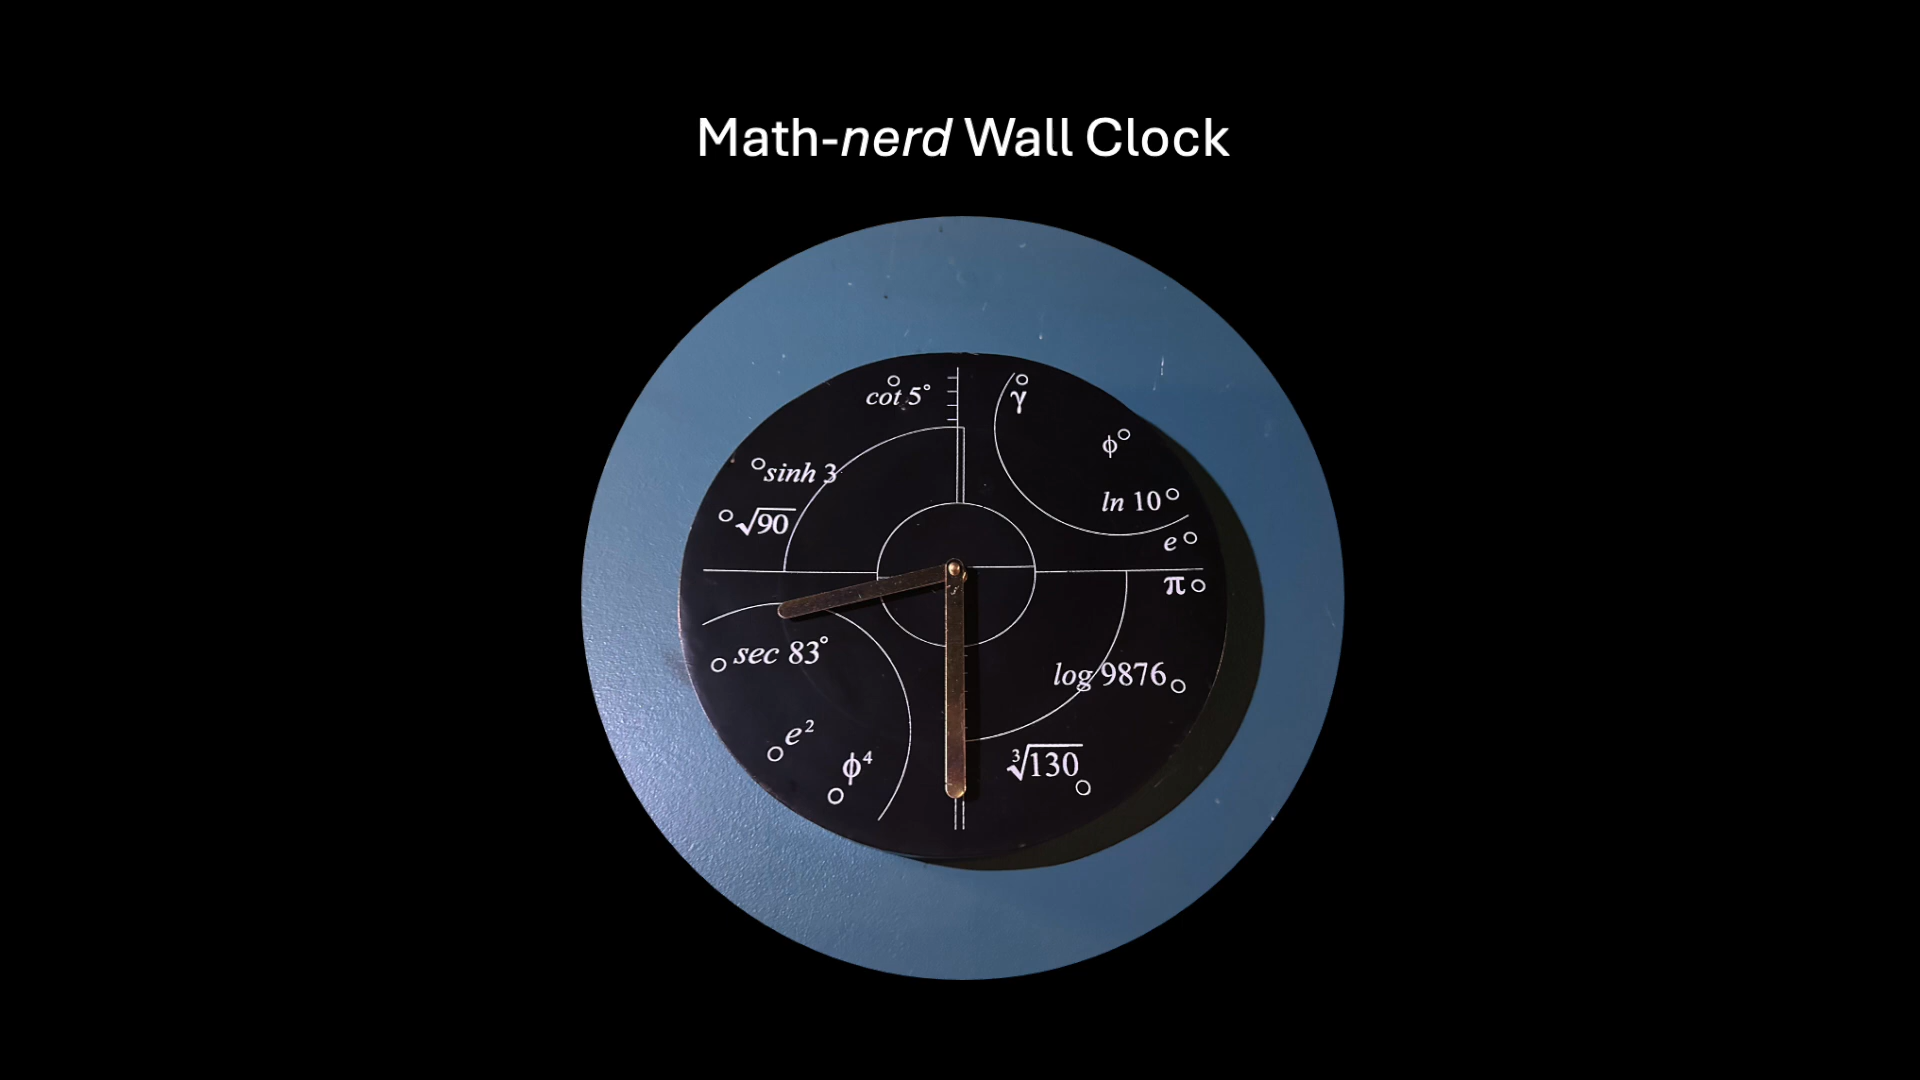 Math-nerd Wall Clock
cot 5°
γ
ϕ
sinh 3
ln 10
√90
e
π
sec 83°
log 9876
e²
ϕ⁴
∛130